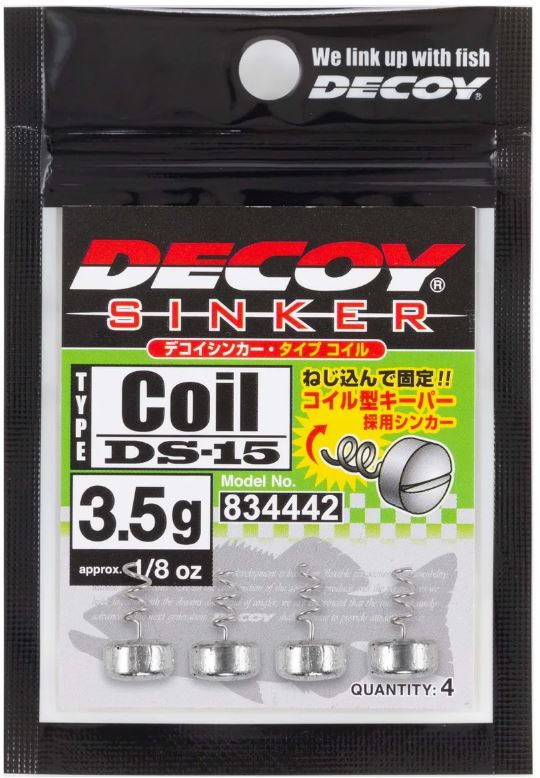 We link up with fish
DECOY®
DECOY®
SINKER
デコイシンカー・タイプ コイル
TYPE
Coil
DS-15
ねじ込んで固定!!
コイル型キーパー
採用シンカー
Model No.
834442
3.5g
approx. 1/8 oz
DECOY
QUANTITY: 4